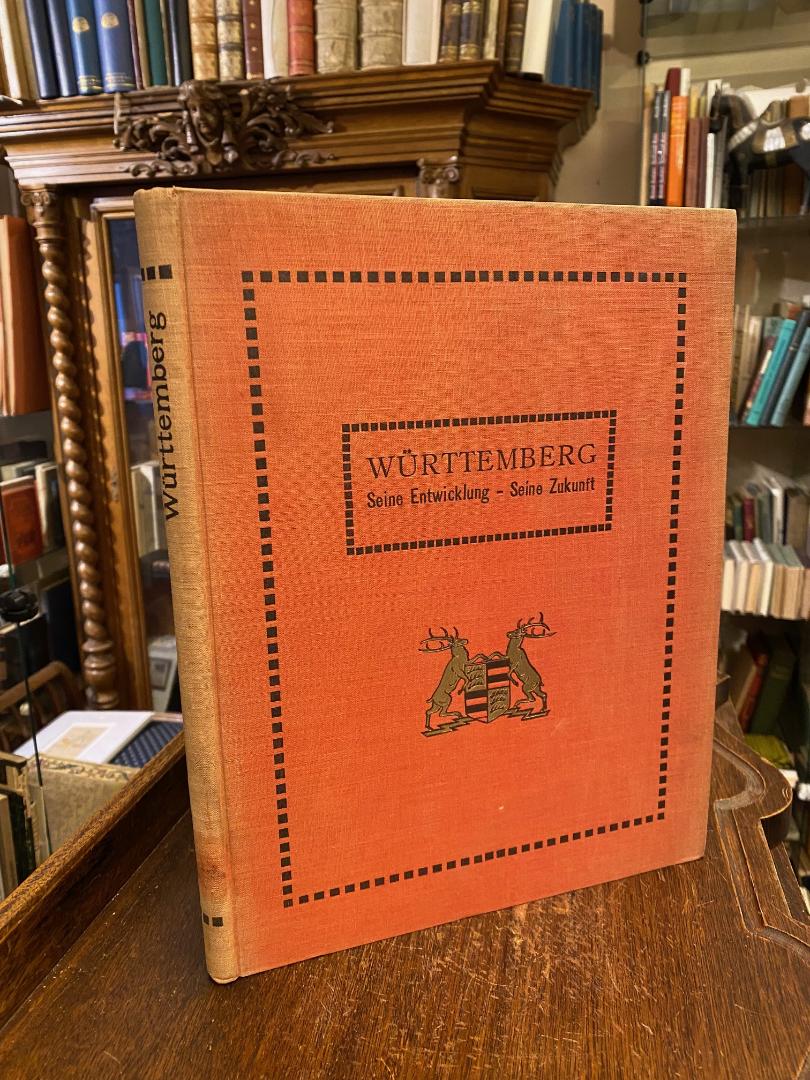 Württemberg
WÜRTTEMBERG
Seine Entwicklung - Seine Zukunft